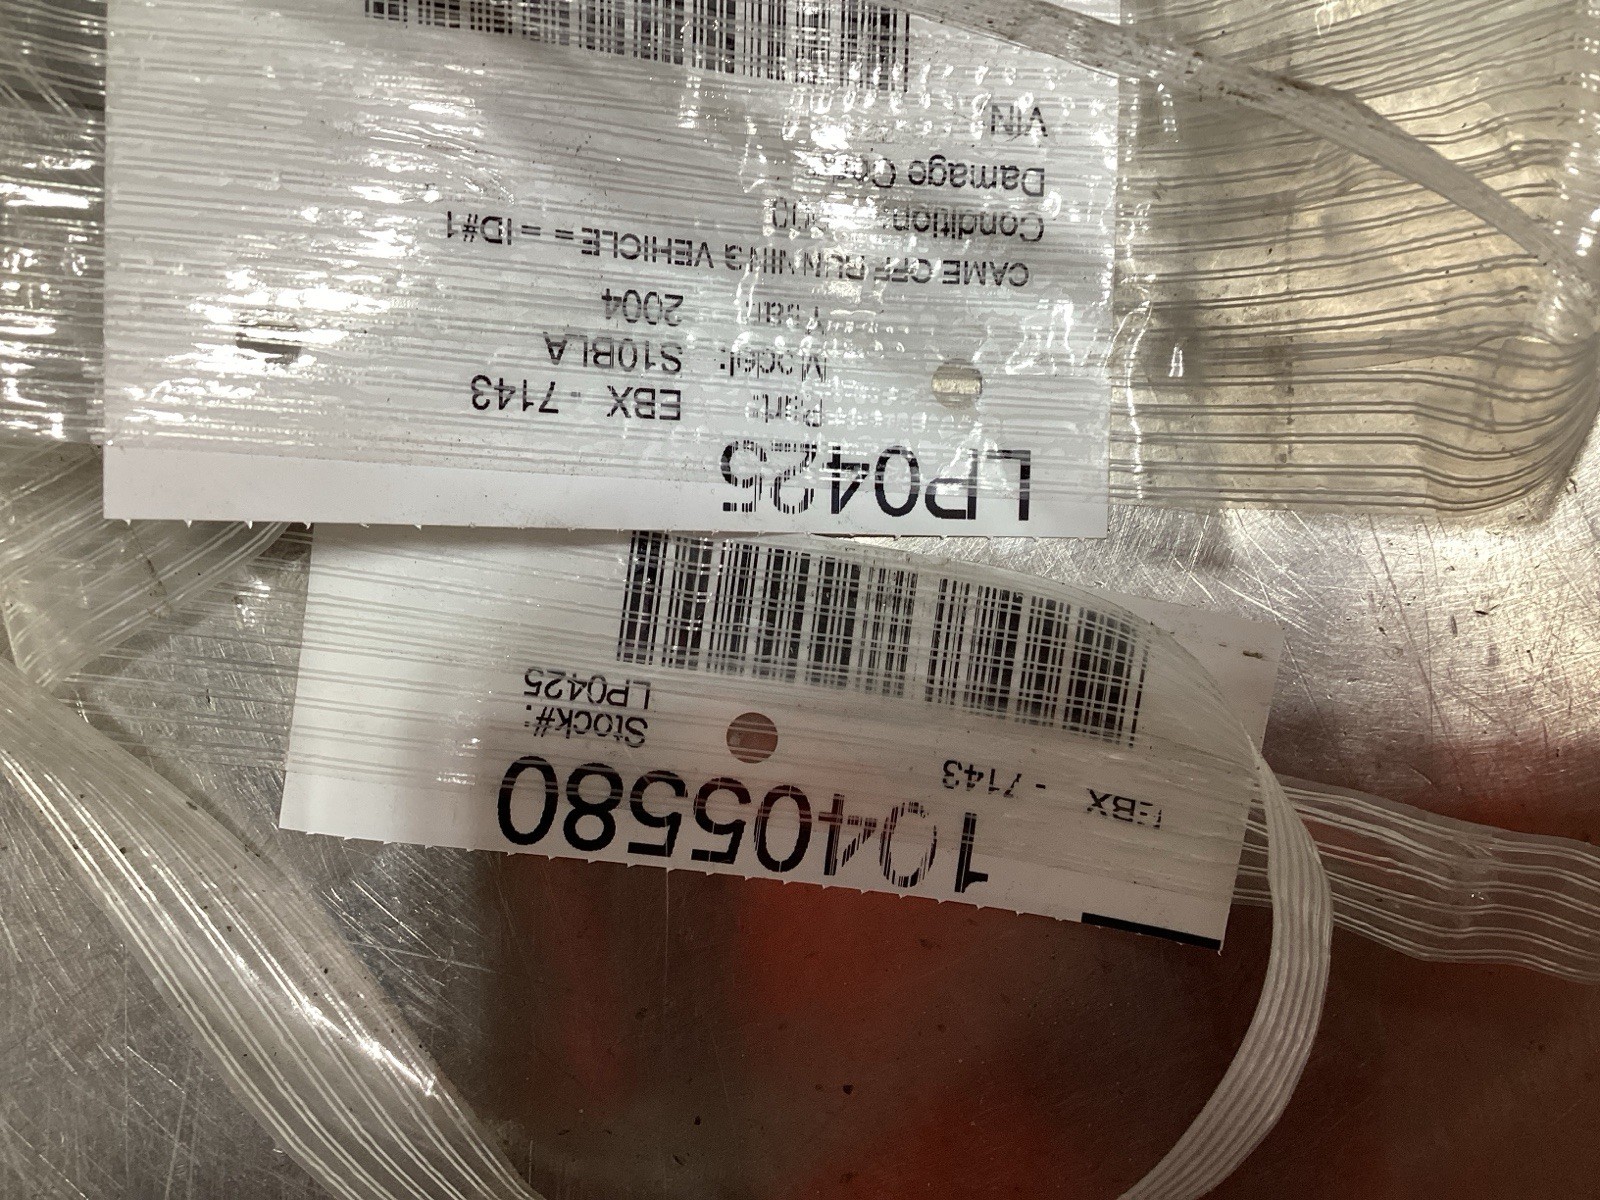 10405580
EBX - 7143
Stock#:
LP0425
LP0425
Part: EBX - 7143
Model: S10BLA
Year: 2004
CAME OFF RUNNING VEHICLE = = ID#1
Condition:
Damage
VIN